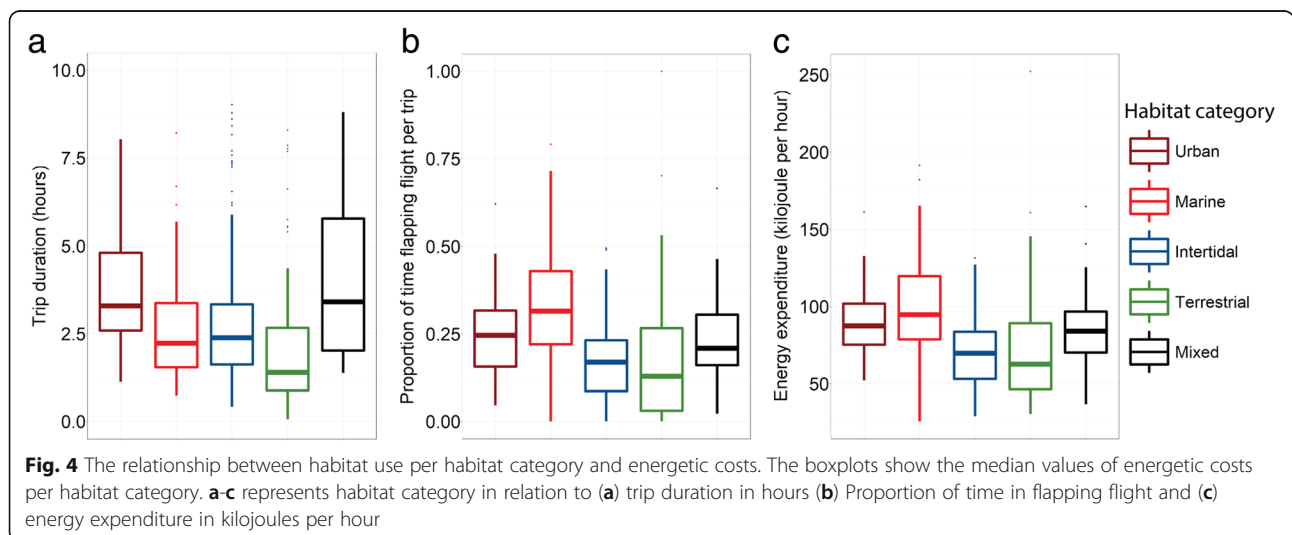 a
Trip duration (hours)
10.0
7.5
5.0
2.5
0.0
b
Proportion of time flapping flight per trip
1.00
0.75
0.50
0.25
0.00
c
Energy expenditure (kilojoule per hour)
250
200
150
100
50
Habitat category
Urban
Marine
Intertidal
Terrestrial
Mixed
Fig. 4 The relationship between habitat use per habitat category and energetic costs. The boxplots show the median values of energetic costs
per habitat category. a-c represents habitat category in relation to (a) trip duration in hours (b) Proportion of time in flapping flight and (c)
energy expenditure in kilojoules per hour